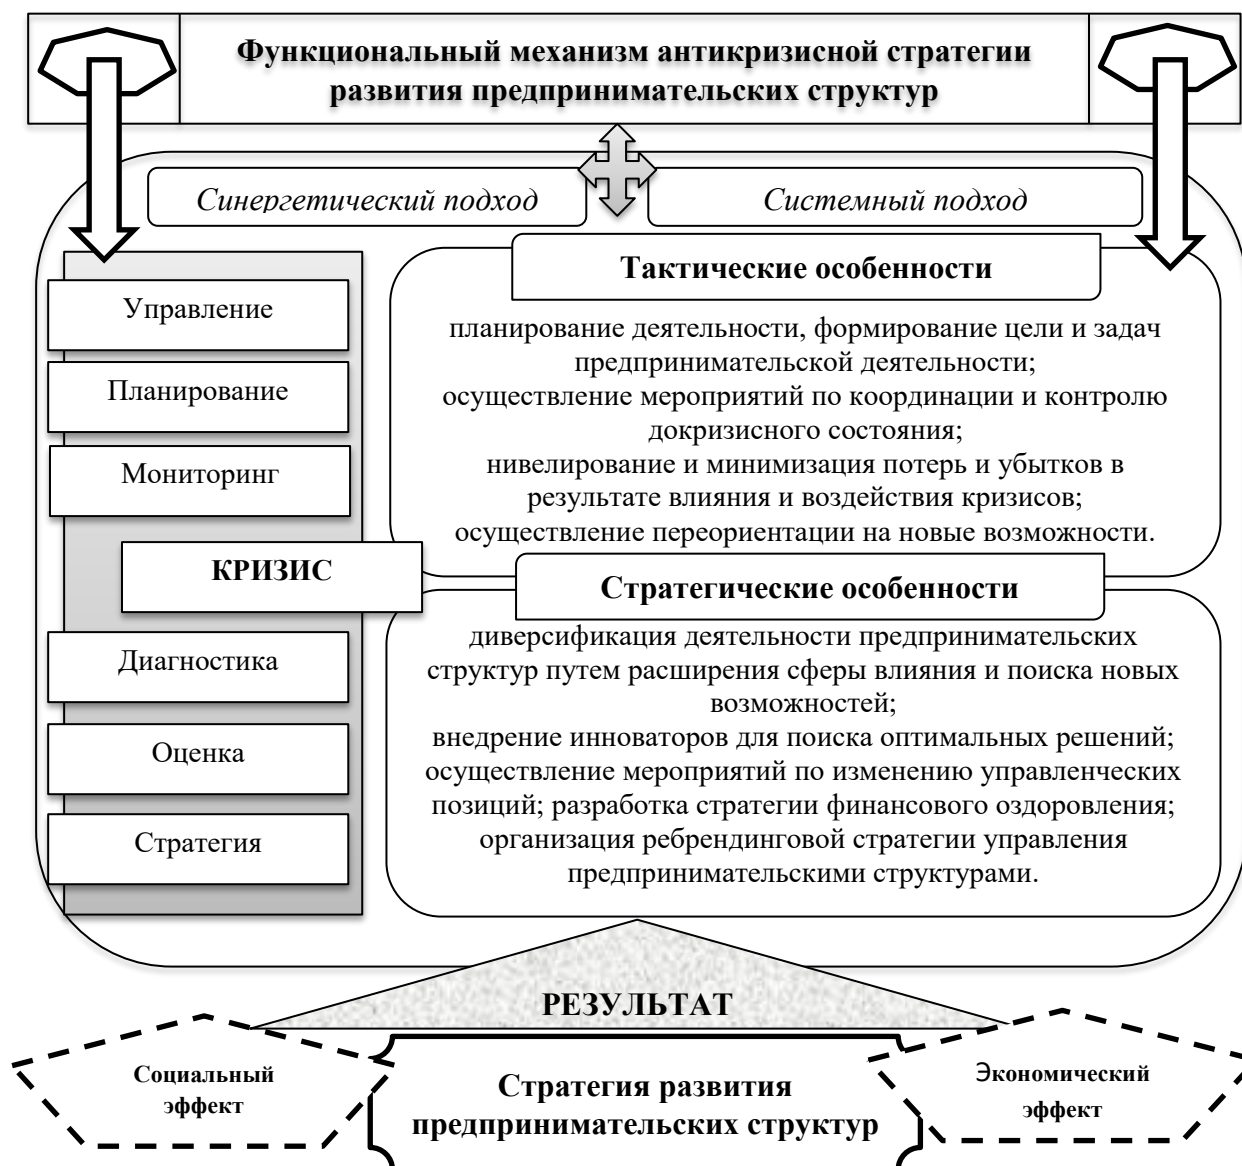 Функциональный механизм антикризисной стратегии
развития предпринимательских структур
Синергетический подход
Системный подход
Управление
Планирование
Мониторинг
КРИЗИС
Диагностика
Оценка
Стратегия
Тактические особенности
планирование деятельности, формирование цели и задач
предпринимательской деятельности;
осуществление мероприятий по координации и контролю
докризисного состояния;
нивелирование и минимизация потерь и убытков в
результате влияния и воздействия кризисов;
осуществление переориентации на новые возможности.
Стратегические особенности
диверсификация деятельности предпринимательских
структур путем расширения сферы влияния и поиска новых
возможностей;
внедрение инноваторов для поиска оптимальных решений;
осуществление мероприятий по изменению управленческих
позиций; разработка стратегии финансового оздоровления;
организация ребрендинговой стратегии управления
предпринимательскими структурами.
РЕЗУЛЬТАТ
Социальный
эффект
Стратегия развития
предпринимательских структур
Экономический
эффект